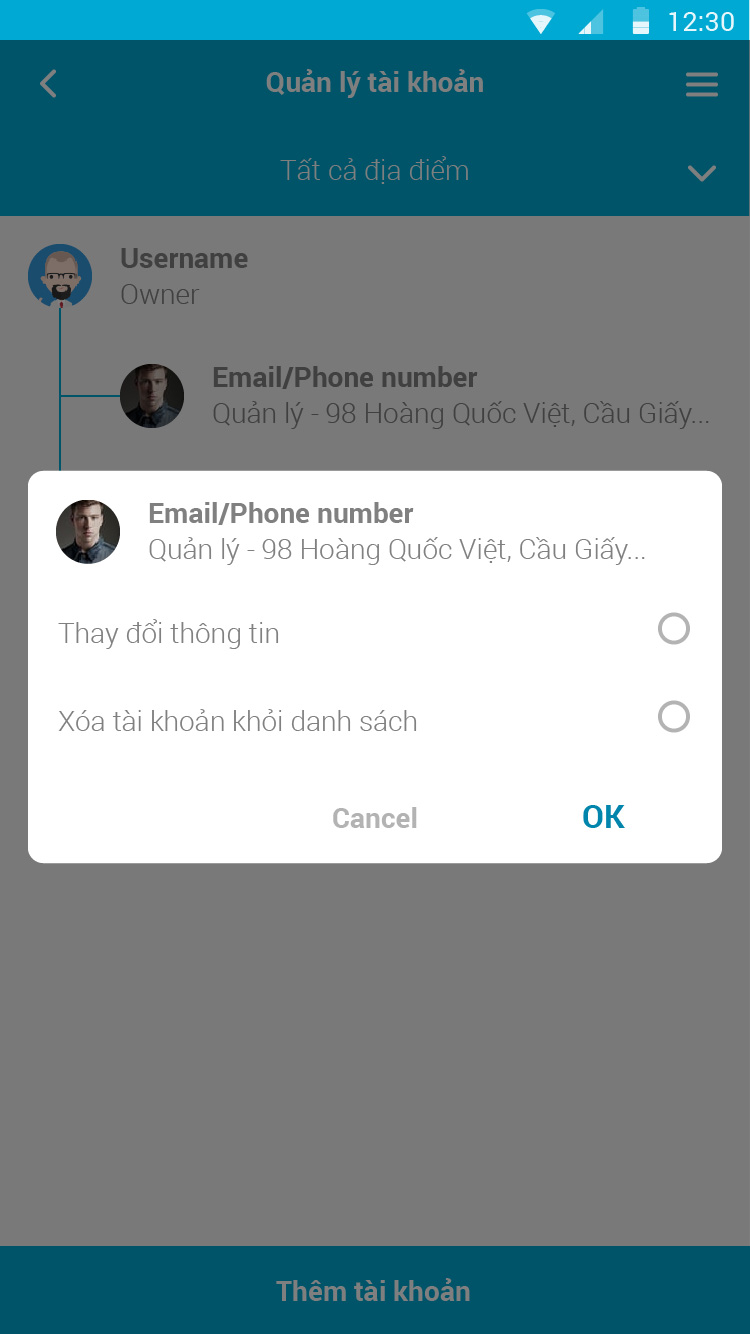 12:30
Quản lý tài khoản
Tất cả địa điểm
Username
Owner
Email/Phone number
Quản lý - 98 Hoàng Quốc Việt, Cầu Giấy...
Email/Phone number
Quản lý - 98 Hoàng Quốc Việt, Cầu Giấy...
Thay đổi thông tin
Xóa tài khoản khỏi danh sách
Cancel OK
Thêm tài khoản